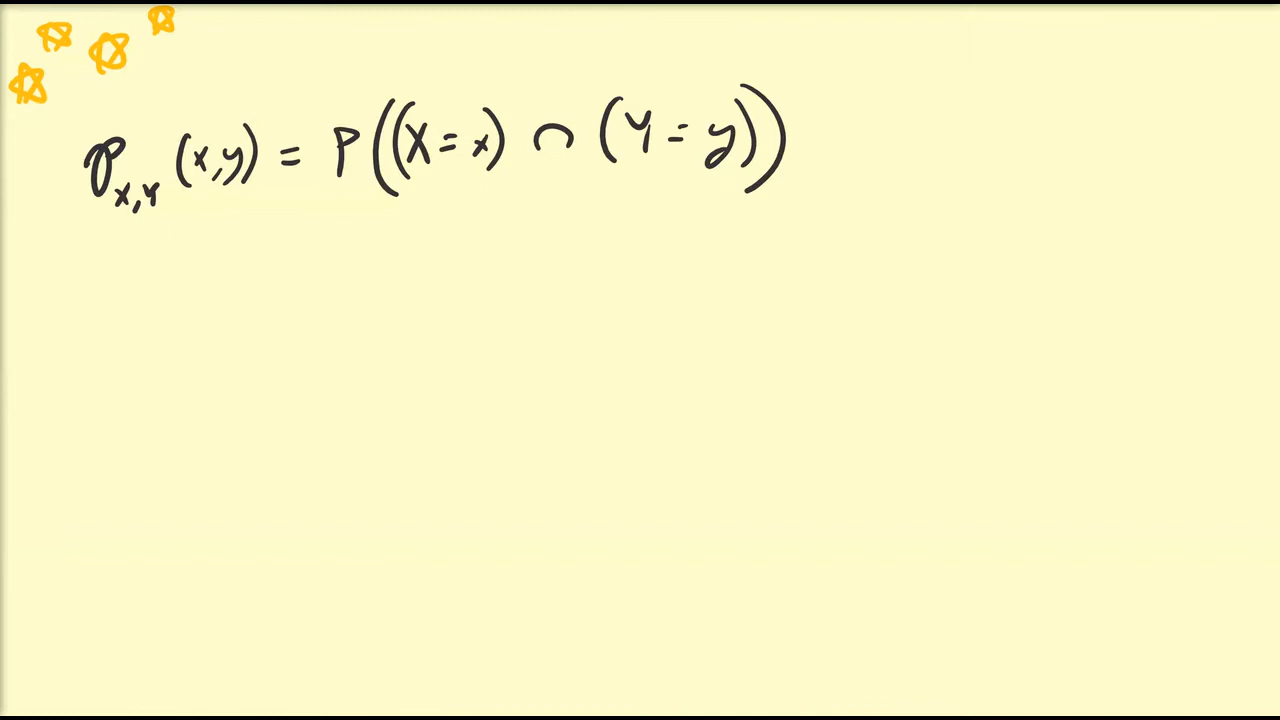 p_{X,Y} (x,y) = P((X = x) ∩ (Y = y))